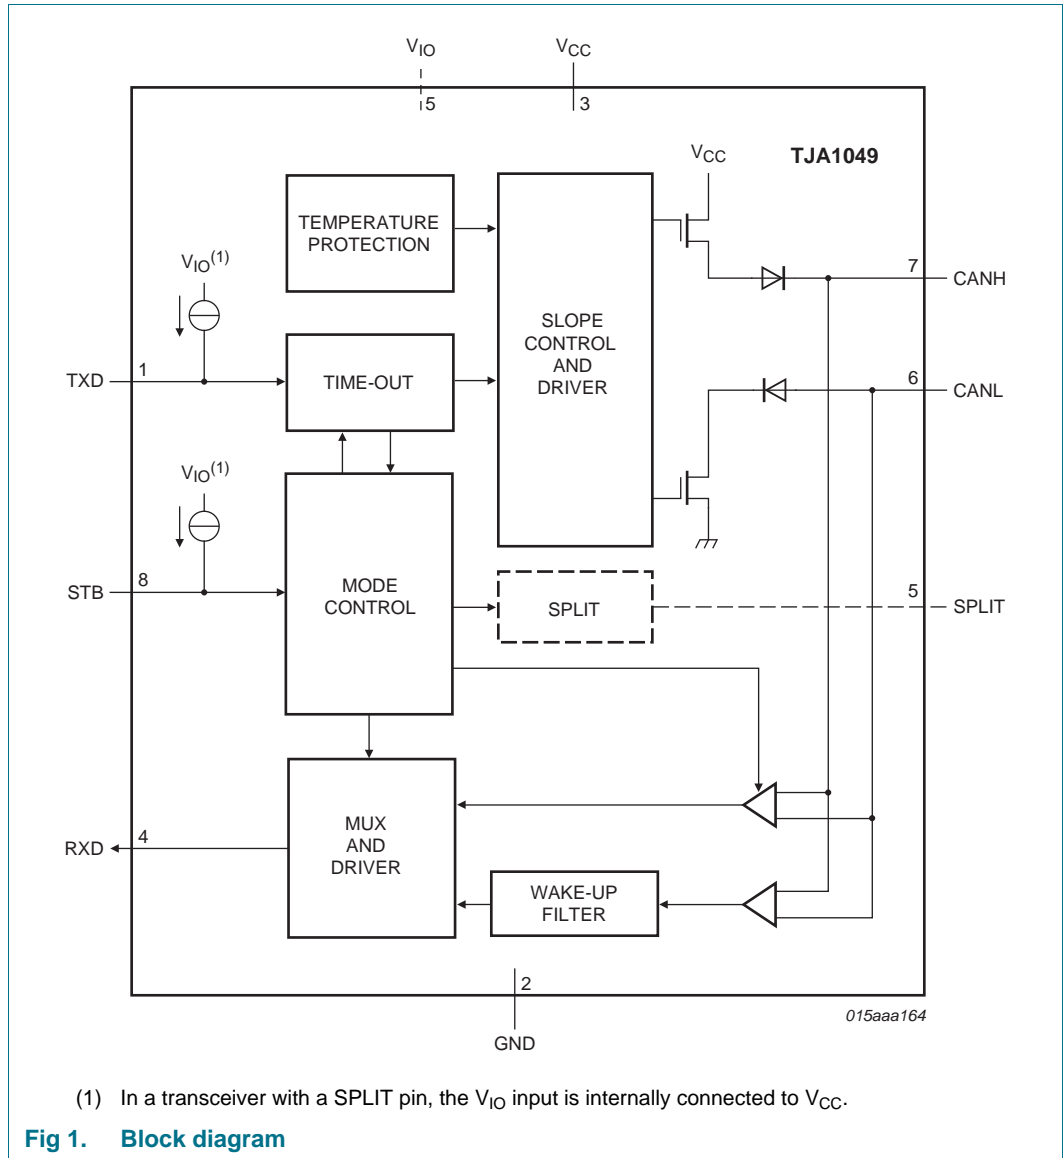 VIO
VCC
5
3
VCC
TJA1049
TEMPERATURE
PROTECTION
VIO(1)
7
CANH
SLOPE
CONTROL
AND
DRIVER
TXD
1
TIME-OUT
6
CANL
VIO(1)
STB
8
MODE
CONTROL
SPLIT
5
SPLIT
RXD
4
MUX
AND
DRIVER
WAKE-UP
FILTER
2
GND
015aaa164
(1) In a transceiver with a SPLIT pin, the VIO input is internally connected to VCC.
Fig 1. Block diagram